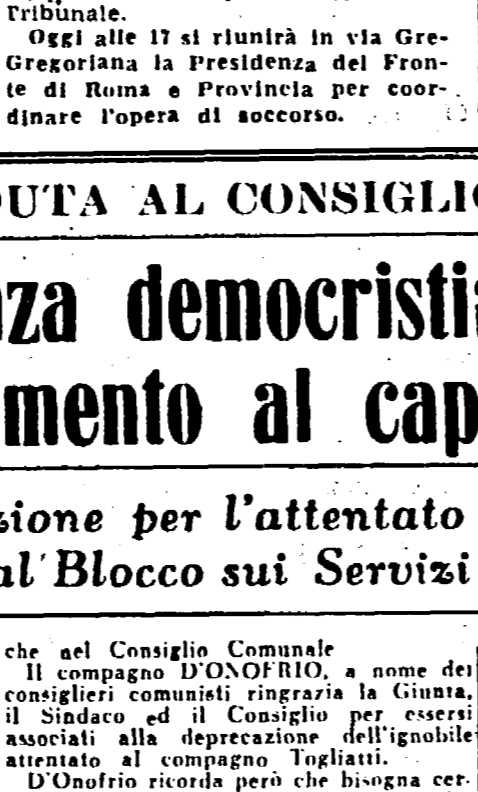 Tribunale.
Oggi alle 17 si riunirà in via Gre-
Gregoriana la Presidenza del Fron-
te di Roma e Provincia per coor-
dinare l'opera di soccorso.
UTA AL CONSIGLI
za democristi
mento al cap
sione per l'attentato
al Blocco sui Servizi
che nel Consiglio Comunale
Il compagno D'ONOFRIO, a nome dei
consiglieri comunisti ringrazia la Giunta,
il Sindaco ed il Consiglio per essersi
associati alla deprecazione dell'ignobile
attentato al compagno Togliatti.
D'Onofrio ricorda però che bisogna cer-